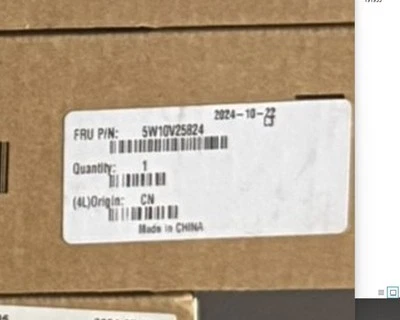 2024-10-22
FRU P/N: 5W10V25824
Quantity: 1
(4L)Origin: CN
Made in CHINA